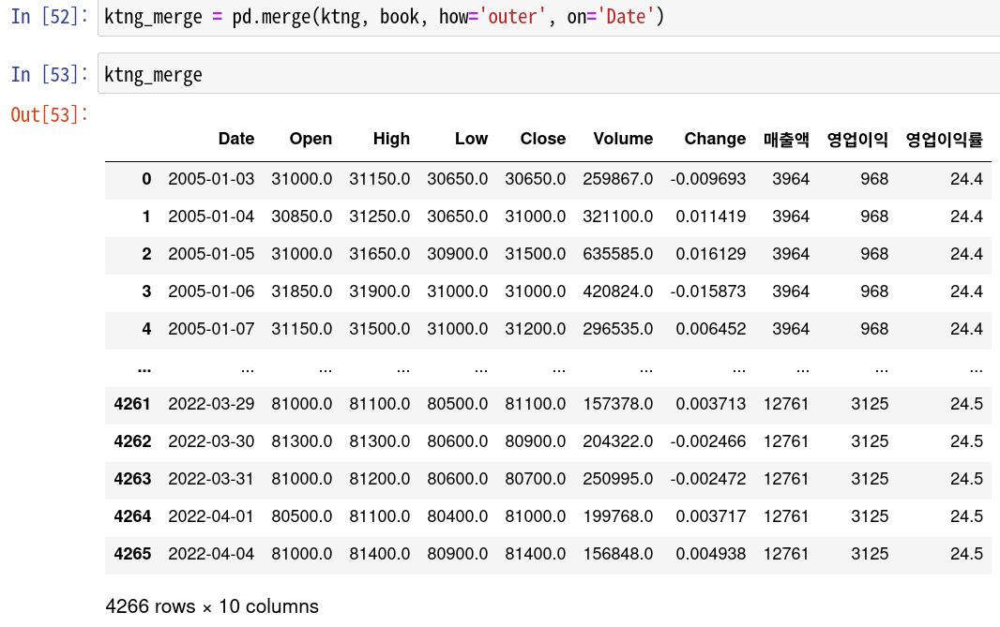 In [52]: ktng_merge = pd.merge(ktng, book, how='outer', on='Date')
In [53]: ktng_merge
Out[53]:
Date Open High Low Close Volume Change 매출액 영업이익 영업이익률
0 2005-01-03 31000.0 31150.0 30650.0 30650.0 259867.0 -0.009693 3964 968 24.4
1 2005-01-04 30850.0 31250.0 30650.0 31000.0 321100.0 0.011419 3964 968 24.4
2 2005-01-05 31000.0 31650.0 30900.0 31500.0 635585.0 0.016129 3964 968 24.4
3 2005-01-06 31850.0 31900.0 31000.0 31000.0 420824.0 -0.015873 3964 968 24.4
4 2005-01-07 31150.0 31500.0 31000.0 31200.0 296535.0 0.006452 3964 968 24.4
... ... ... ... ... ... ... ... ... ... ...
4261 2022-03-29 81000.0 81100.0 80500.0 81100.0 157378.0 0.003713 12761 3125 24.5
4262 2022-03-30 81300.0 81300.0 80600.0 80900.0 204322.0 -0.002466 12761 3125 24.5
4263 2022-03-31 81000.0 81200.0 80600.0 80700.0 250995.0 -0.002472 12761 3125 24.5
4264 2022-04-01 80500.0 81100.0 80400.0 81000.0 199768.0 0.003717 12761 3125 24.5
4265 2022-04-04 81000.0 81400.0 80900.0 81400.0 156848.0 0.004938 12761 3125 24.5
4266 rows × 10 columns